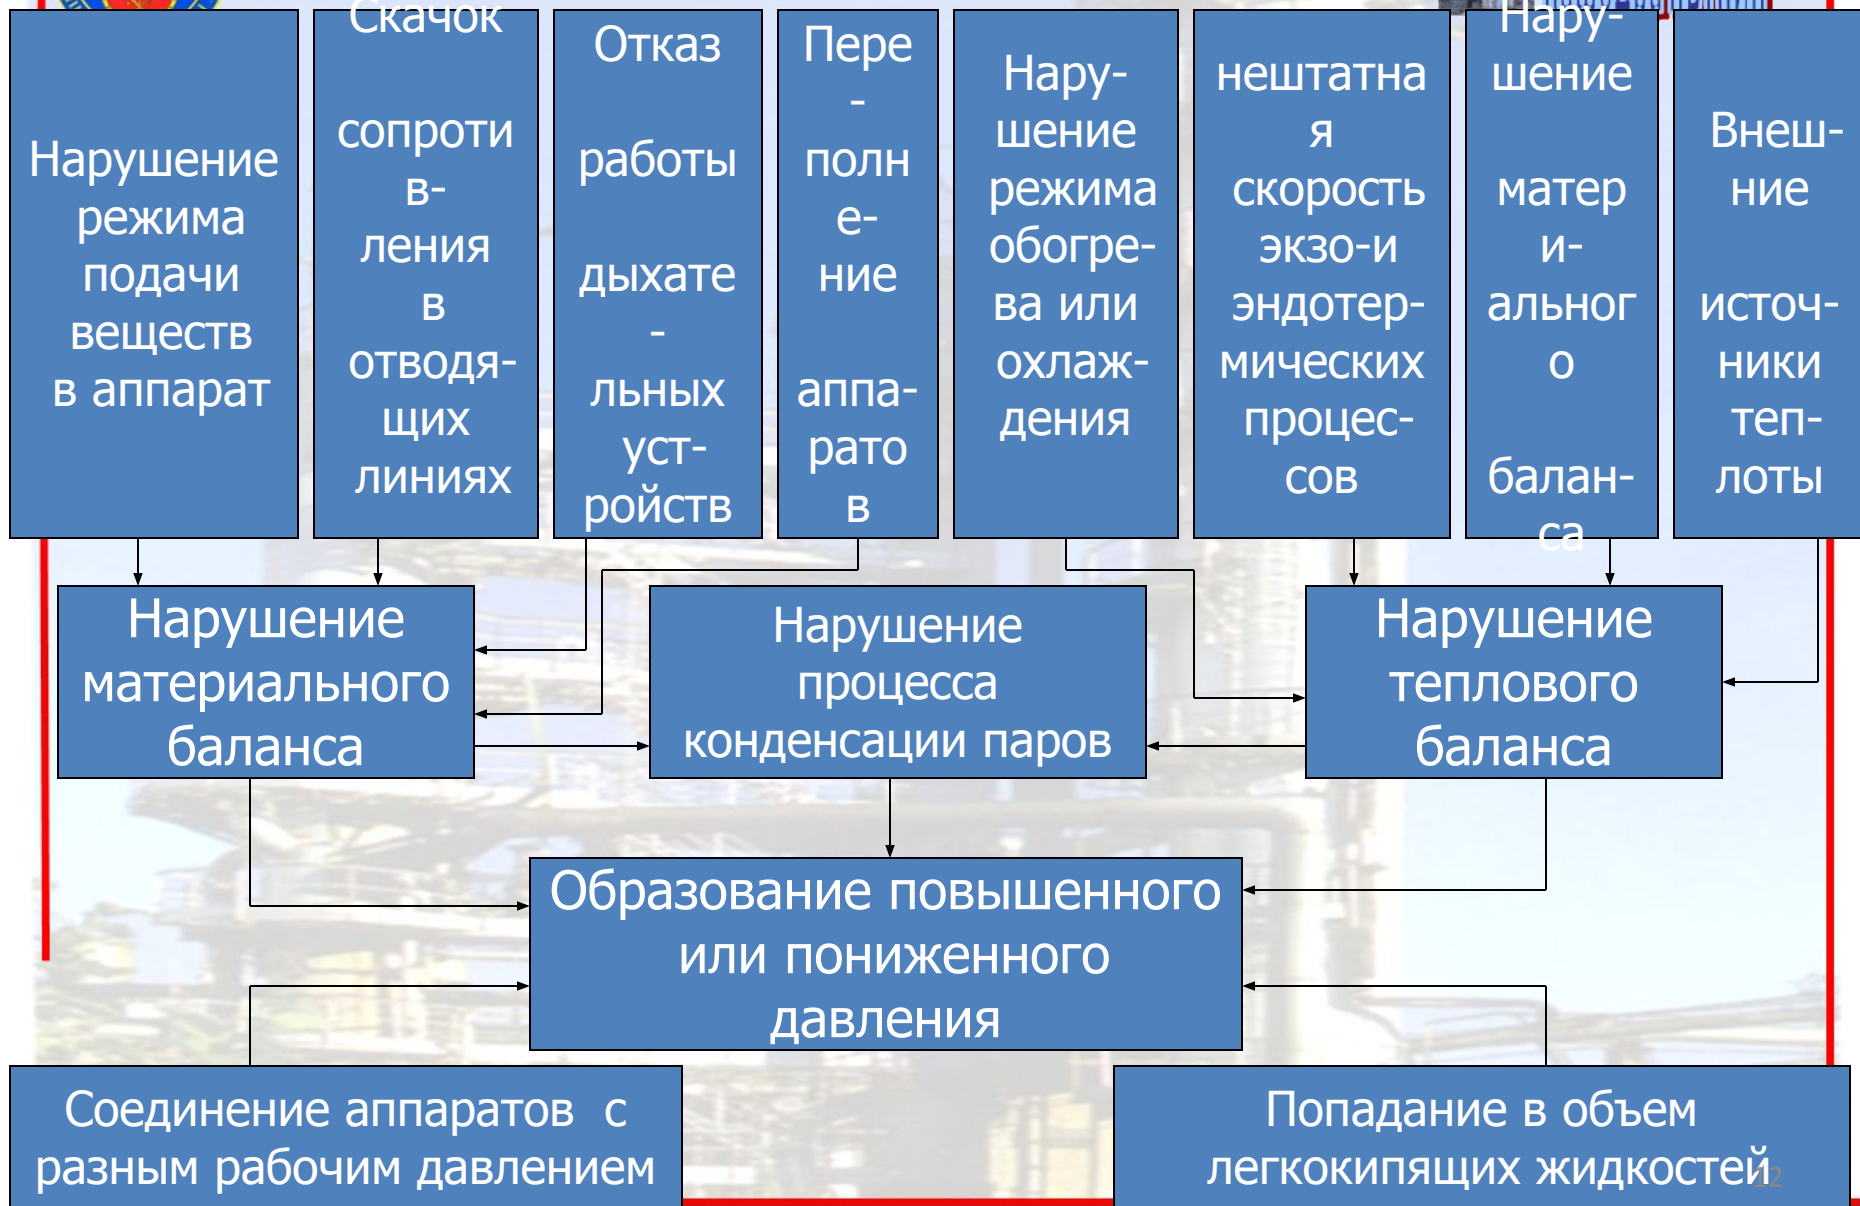 Нарушение
режима
подачи
веществ
в аппарат
Скачок
сопроти
в-
ления
в
отводя-
щих
линиях
Отказ
работы
дыхате
-
льных
уст-
ройств
Пере
-
полн
е-
ние
аппа-
рато
в
Нару-
шение
режима
обогре-
ва или
охлаж-
дения
нештатна
я
скорость
экзо-и
эндотер-
мических
процес-
сов
Нару-
шение
матер
и-
альног
о
балан-
са
Внеш-
ние
источ-
ники
теп-
лоты
Нарушение
материального
баланса
Нарушение
процесса
конденсации паров
Нарушение
теплового
баланса
Образование повышенного
или пониженного
давления
Соединение аппаратов с
разным рабочим давлением
Попадание в объем
легкокипящих жидкостей
12